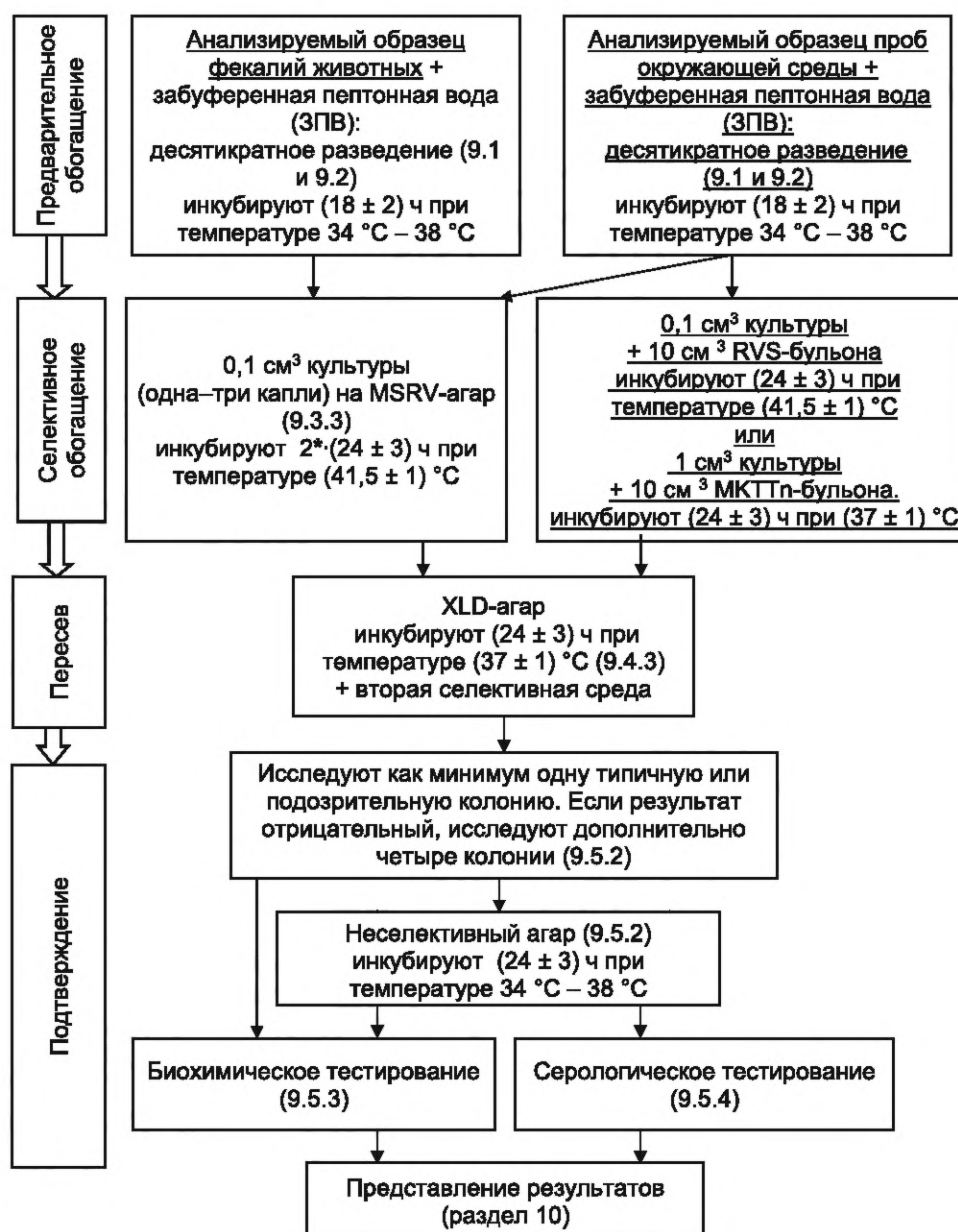 Предварительное
обогащение
Анализируемый образец
фекалий животных +
забуференная пептонная вода
(ЗПВ):
десятикратное разведение (9.1
и 9.2)
инкубируют (18 ± 2) ч при
температуре 34 °С – 38 °С
Анализируемый образец проб
окружающей среды +
забуференная пептонная вода
(ЗПВ):
десятикратное разведение
(9.1 и 9.2)
инкубируют (18 ± 2) ч при
температуре 34 °С – 38 °С
Селективное
обогащение
0,1 см³ культуры
(одна–три капли) на MSRV-агар
(9.3.3)
инкубируют 2*·(24 ± 3) ч при
температуре (41,5 ± 1) °С
0,1 см³ культуры
+ 10 см ³ RVS-бульона
инкубируют (24 ± 3) ч при
температуре (41,5 ± 1) °С
или
1 см³ культуры
+ 10 см ³ MKTTn-бульона.
инкубируют (24 ± 3) ч при (37 ± 1) °С
Пересев
XLD-агар
инкубируют (24 ± 3) ч при
температуре (37 ± 1) °С (9.4.3)
+ вторая селективная среда
Подтверждение
Исследуют как минимум одну типичную или
подозрительную колонию. Если результат
отрицательный, исследуют дополнительно
четыре колонии (9.5.2)
Неселективный агар (9.5.2)
инкубируют (24 ± 3) ч при
температуре 34 °С – 38 °С
Биохимическое тестирование
(9.5.3)
Серологическое тестирование
(9.5.4)
Представление результатов
(раздел 10)